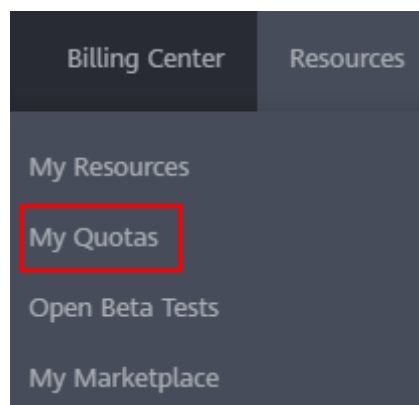 Billing Center Resources
My Resources
My Quotas
Open Beta Tests
My Marketplace